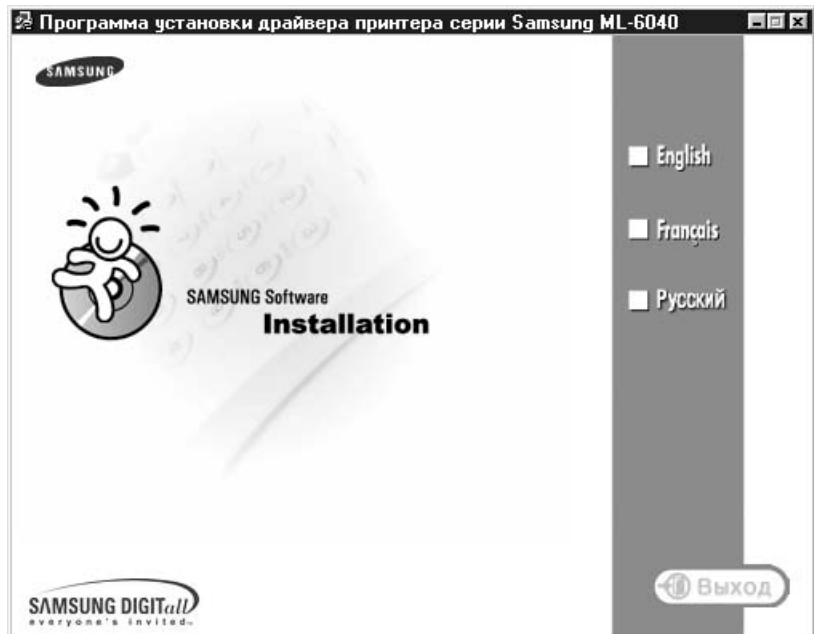 Программа установки драйвера принтера серии Samsung ML-6040
SAMSUNG
English
Français
Русский
SAMSUNG Software
Installation
SAMSUNG DIGITall
everyone's invited™
Выход